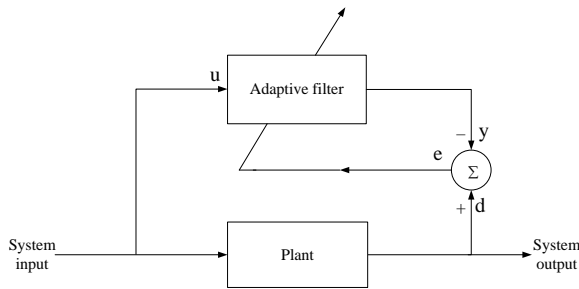 u
Adaptive filter
− y
e
Σ
+ d
System
input
Plant
System
output